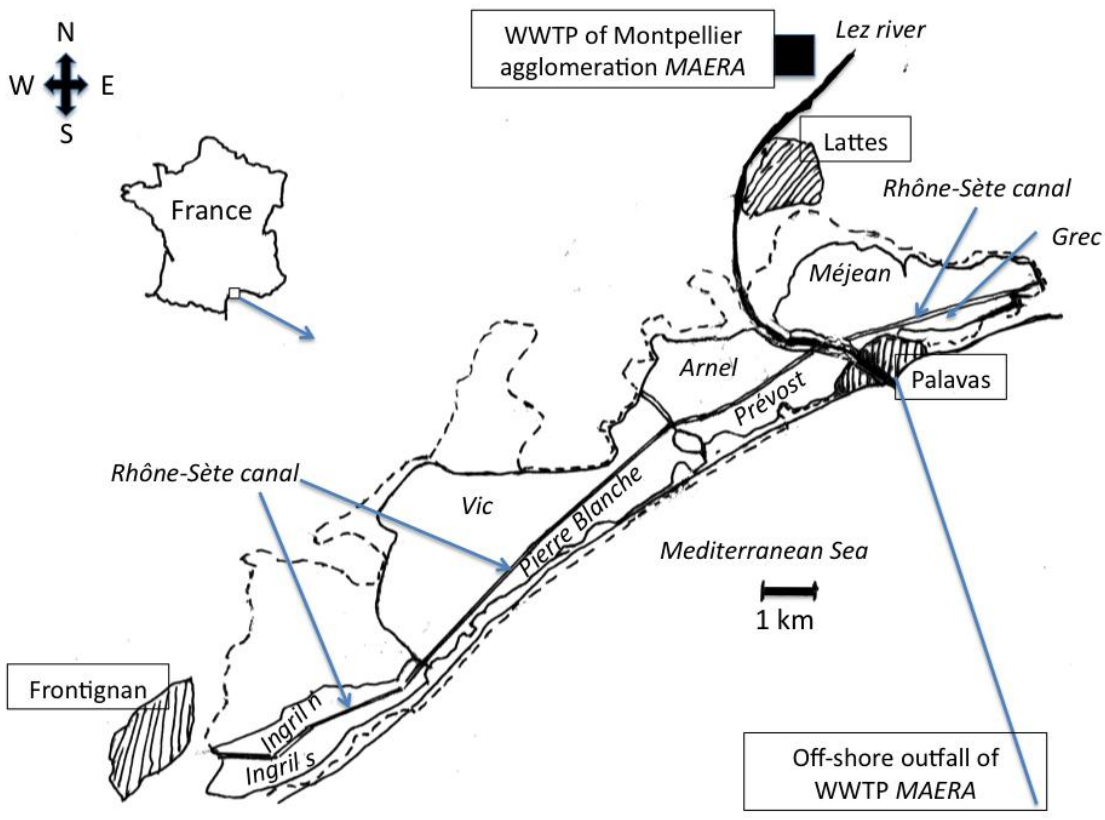 N
W E
S
WWTP of Montpellier
agglomeration MAERA
Lez river
Lattes
France
Rhône-Sète canal
Grec
Méjean
Arnel
Prévost
Palavas
Rhône-Sète canal
Vic
Pierre Blanche
Mediterranean Sea
1 km
Frontignan
Ingril n
Ingril s
Off-shore outfall of
WWTP MAERA